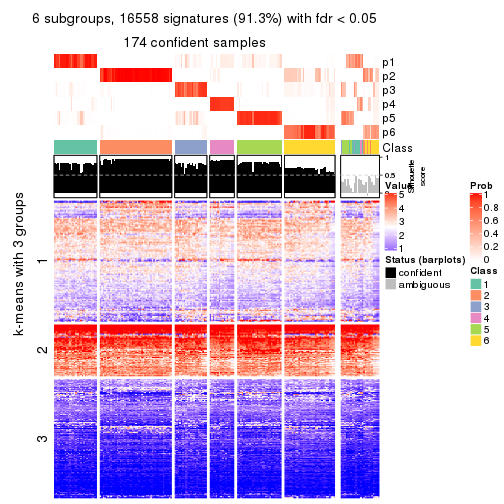 6 subgroups, 16558 signatures (91.3%) with fdr < 0.05
174 confident samples
p1
p2
p3
p4
p5
p6
Class
1
0.5
0
Silhouette
score
k-means with 3 groups
1
2
3
Value
5
4
3
2
1
Status (barplots)
confident
ambiguous
Prob
1
0.8
0.6
0.4
0.2
0
Class
1
2
3
4
5
6